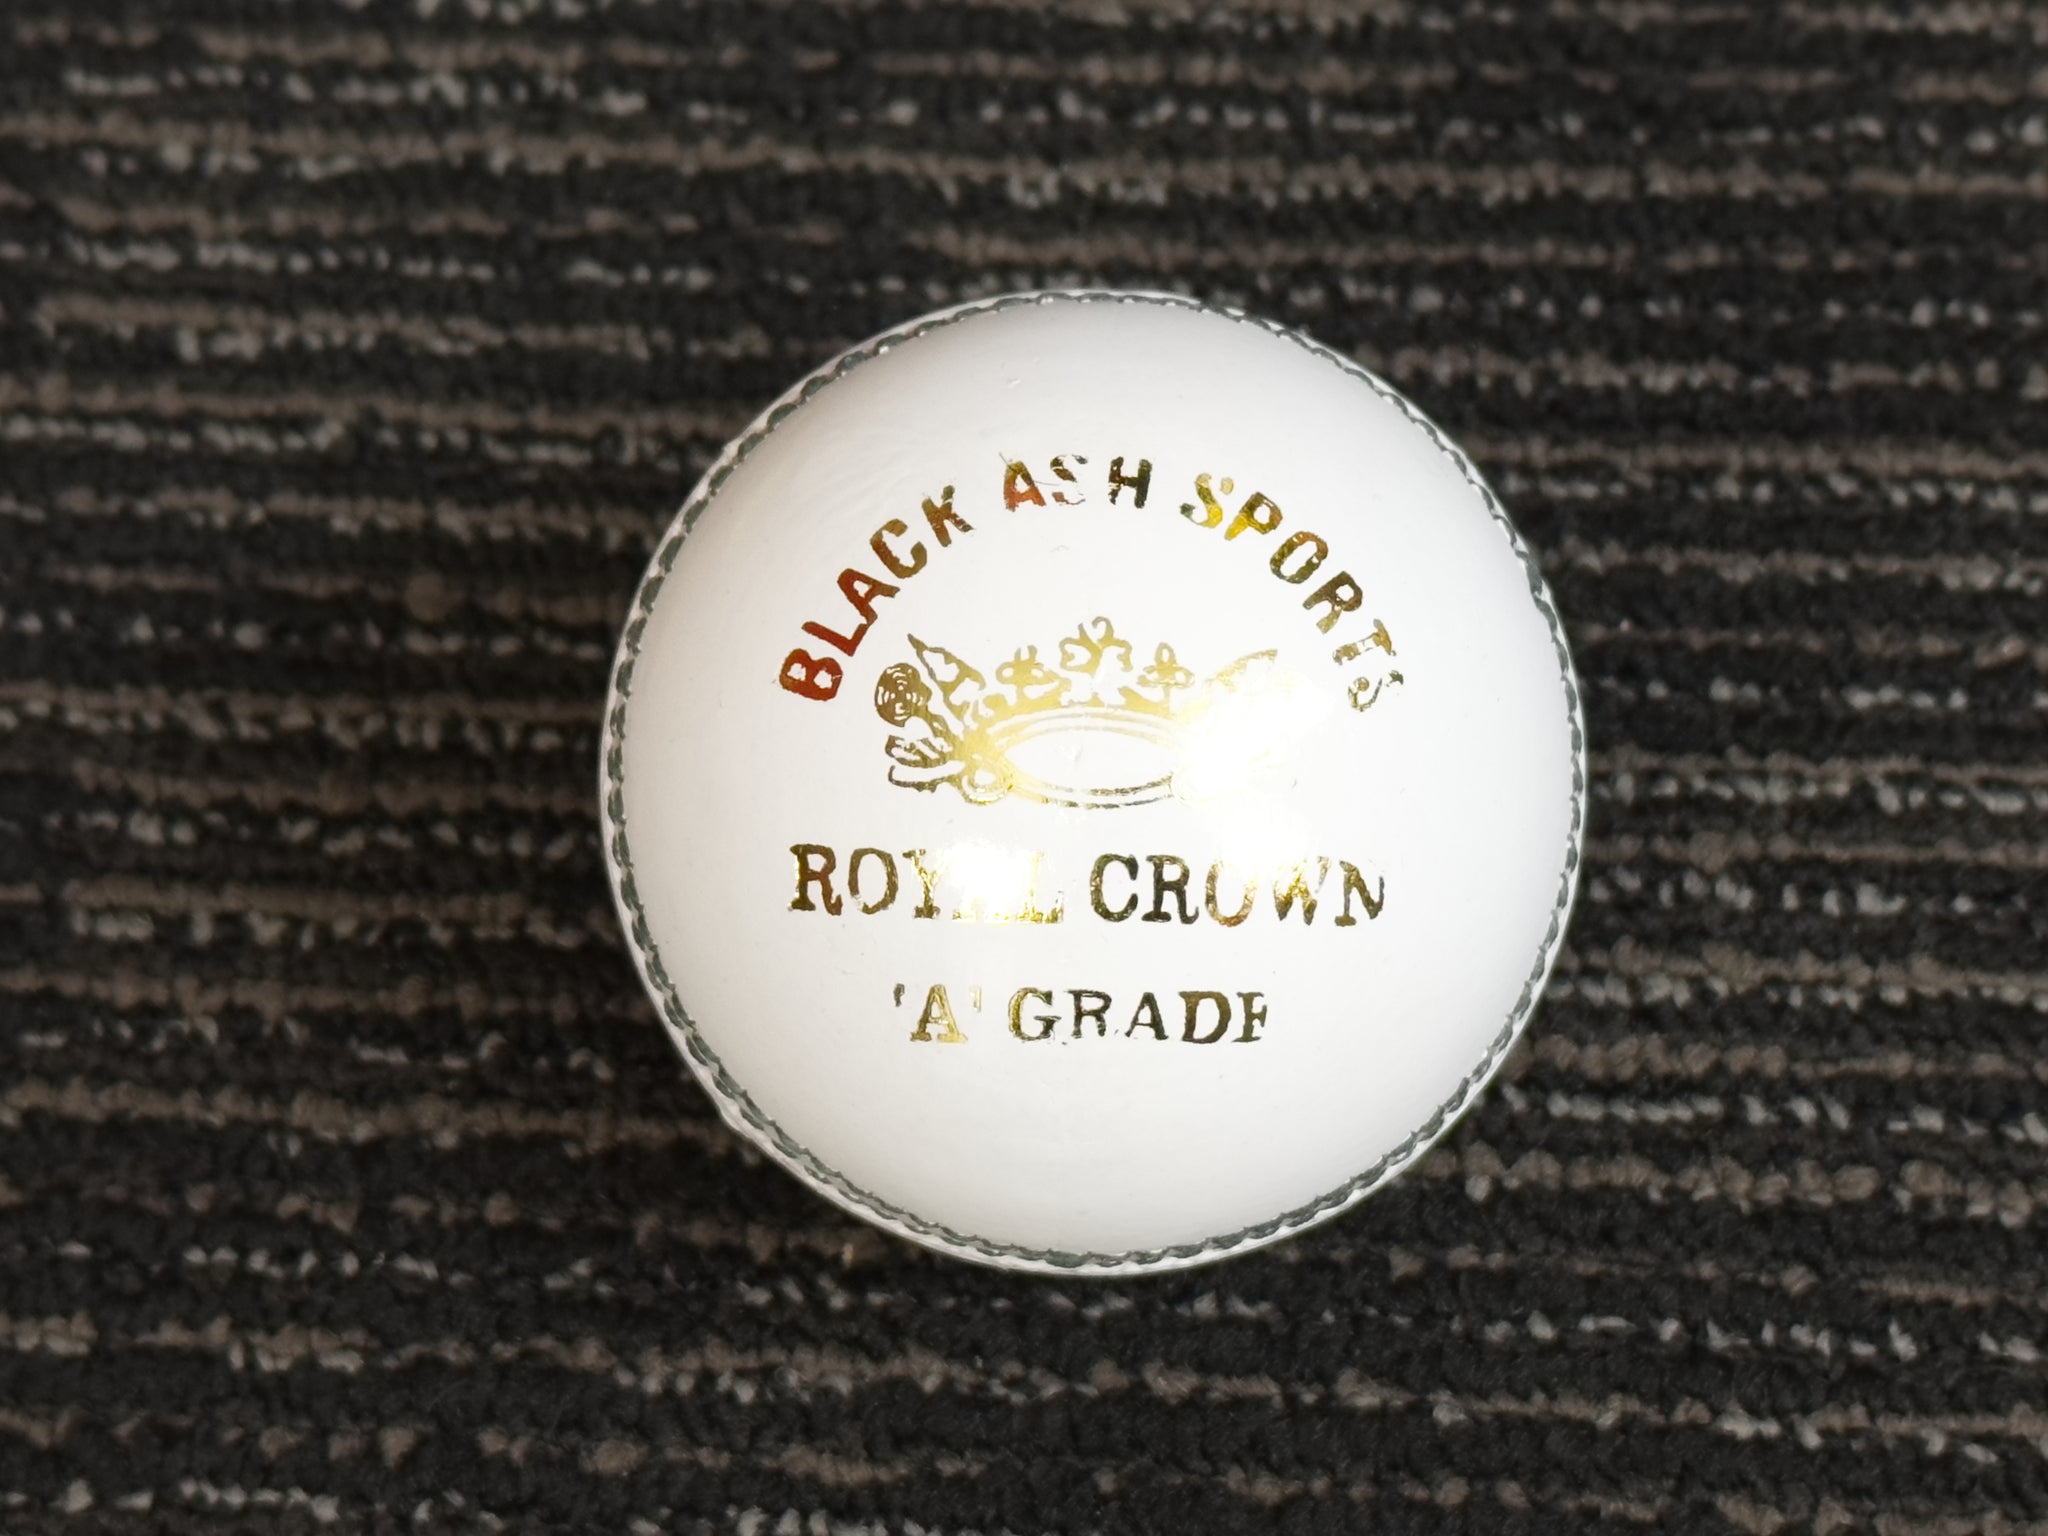 BLACK ASH SPORTS
ROYAL CROWN
'A' GRADE